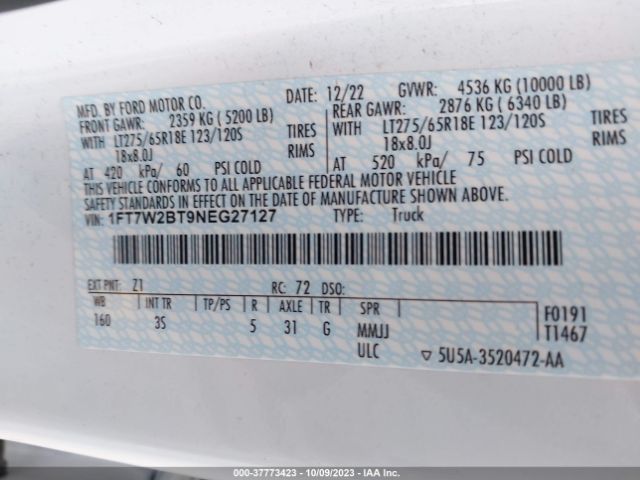 MFD. BY FORD MOTOR CO.
DATE: 12/22 GVWR: 4536 KG (10000 LB)
FRONT GAWR: 2359 KG (5200 LB) REAR GAWR: 2876 KG (6340 LB)
WITH LT275/65R18E 123/120S TIRES WITH LT275/65R18E 123/120S TIRES
18x8.0J RIMS 18x8.0J RIMS
AT 420 kPa/ 60 PSI COLD AT 520 kPa/ 75 PSI COLD
THIS VEHICLE CONFORMS TO ALL APPLICABLE FEDERAL MOTOR VEHICLE
SAFETY STANDARDS IN EFFECT ON THE DATE OF MANUFACTURE SHOWN ABOVE.
VIN: 1FT7W2BT9NEG27127 TYPE: Truck
EXT PNT: Z1 RC: 72 DSO:
WB INT TR TP/PS R AXLE TR SPR F0191
160 3S 5 31 G MMJJ T1467
ULC ▽ 5U5A-3520472-AA
000-37773423 - 10/09/2023 - IAA Inc.